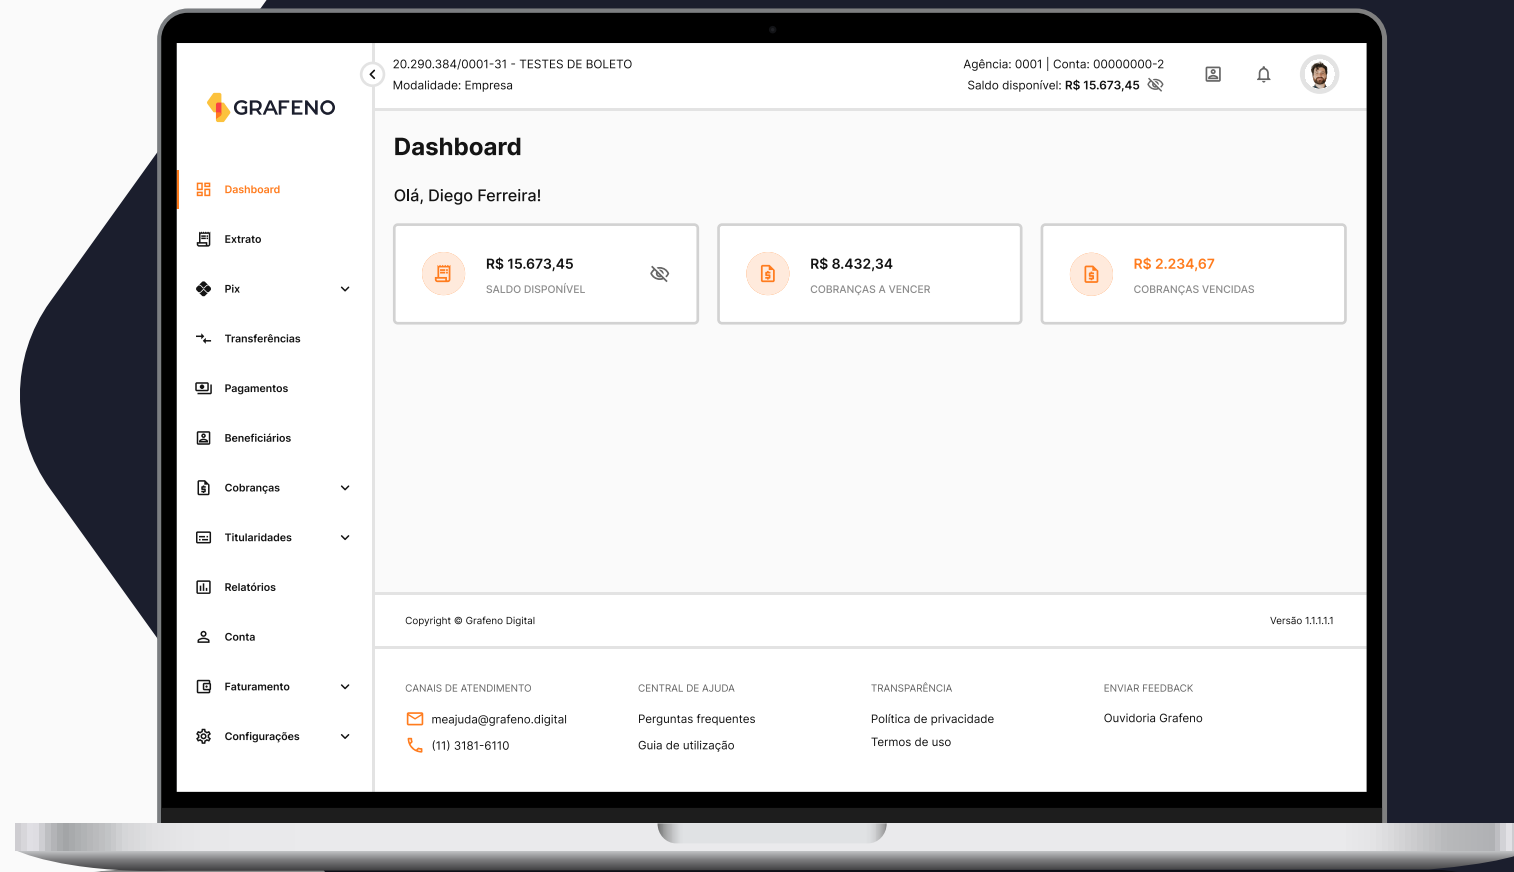 20.290.384/0001-31 - TESTES DE BOLETO
Modalidade: Empresa
Agência: 0001 | Conta: 00000000-2
Saldo disponível: R$ 15.673,45
GRAFENO
Dashboard
Extrato
Pix
Transferências
Pagamentos
Beneficiários
Cobranças
Titularidades
Relatórios
Conta
Faturamento
Configurações
Dashboard
Olá, Diego Ferreira!
R$ 15.673,45
SALDO DISPONÍVEL
R$ 8.432,34
COBRANÇAS A VENCER
R$ 2.234,67
COBRANÇAS VENCIDAS
Copyright © Grafeno Digital
Versão 1.1.1.1.1
CANAIS DE ATENDIMENTO
meajuda@grafeno.digital
(11) 3181-6110
CENTRAL DE AJUDA
Perguntas frequentes
Guia de utilização
TRANSPARÊNCIA
Política de privacidade
Termos de uso
ENVIAR FEEDBACK
Ouvidoria Grafeno